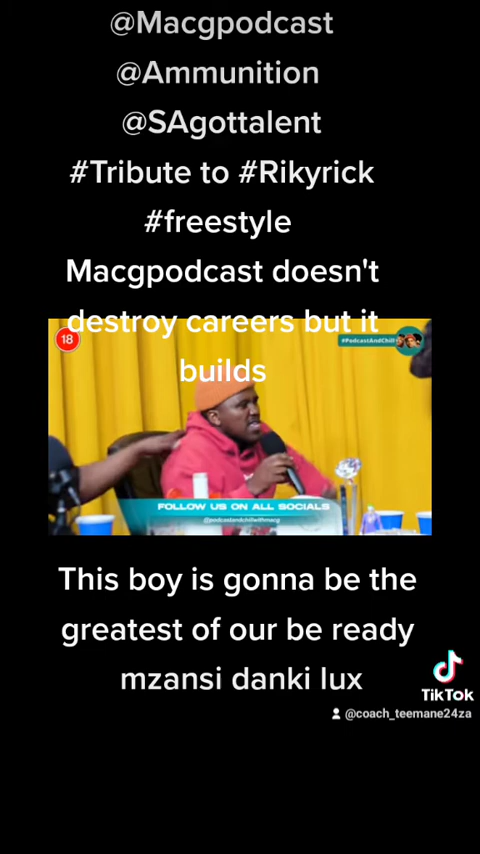 @Macgpodcast
@Ammunition
@SAgottalent
#Tribute to #Rikyrick
#freestyle
Macgpodcast doesn't
destroy careers but it
builds
18
#PodcastAndChill
FOLLOW US ON ALL SOCIALS
@podcastandchillwithmacg
This boy is gonna be the
greatest of our be ready
mzansi danki lux
TikTok
@coach_teemane24za